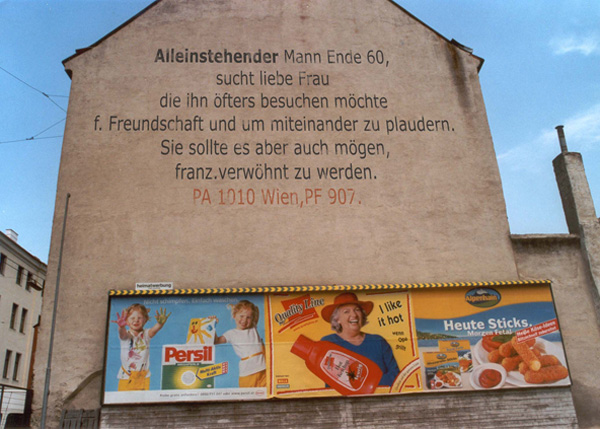 Alleinstehender Mann Ende 60,
sucht liebe Frau
die ihn öfters besuchen möchte
f. Freundschaft und um miteinander zu plaudern.
Sie sollte es aber auch mögen,
franz.verwöhnt zu werden.
PA 1010 Wien,PF 907.
heimatwerbung
PERSIL
Quality Line
I like
it hot
Alpenhaus
Heute Sticks.